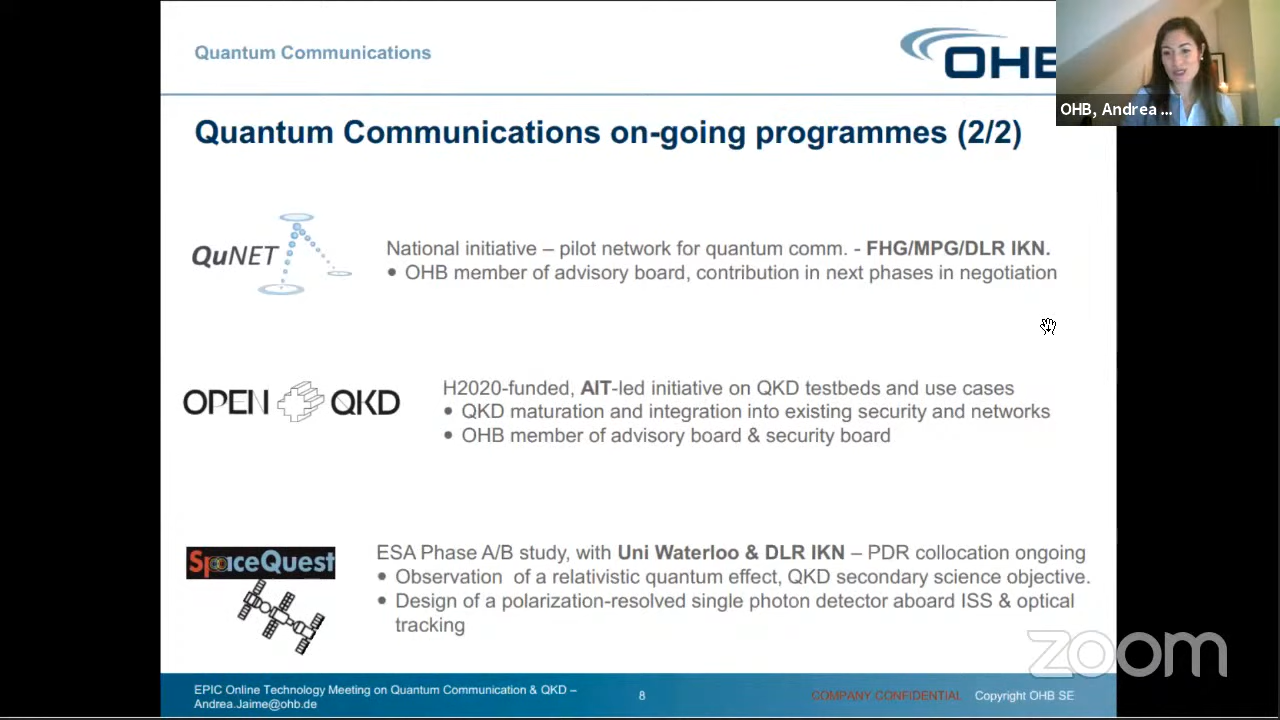 Quantum Communications
OHB
OHB, Andrea ...
Quantum Communications on-going programmes (2/2)
QuNET
National initiative – pilot network for quantum comm. - FHG/MPG/DLR IKN.
• OHB member of advisory board, contribution in next phases in negotiation
OPEN QKD
H2020-funded, AIT-led initiative on QKD testbeds and use cases
• QKD maturation and integration into existing security and networks
• OHB member of advisory board & security board
SpaceQuest
ESA Phase A/B study, with Uni Waterloo & DLR IKN – PDR collocation ongoing
• Observation of a relativistic quantum effect, QKD secondary science objective.
• Design of a polarization-resolved single photon detector aboard ISS & optical
tracking
zoom
EPIC Online Technology Meeting on Quantum Communication & QKD –
Andrea.Jaime@ohb.de
8
COMPANY CONFIDENTIAL
Copyright OHB SE